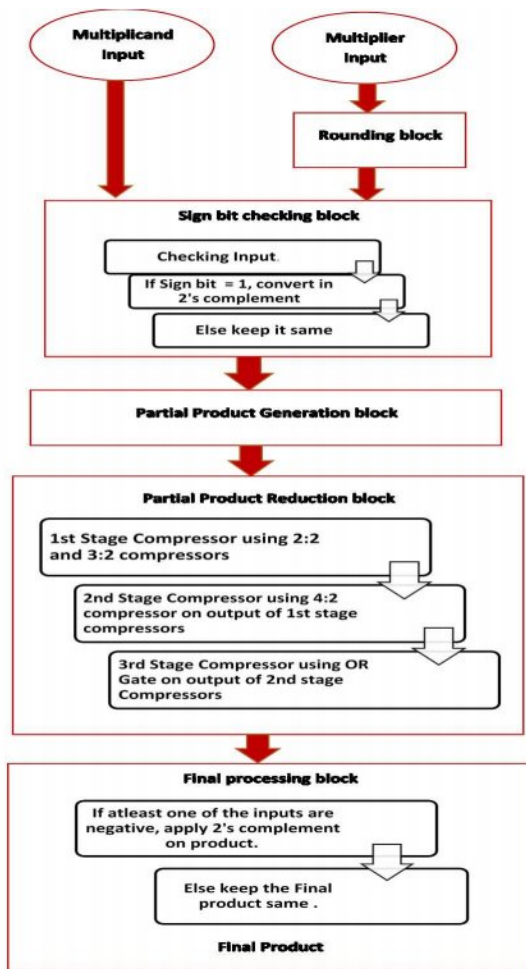 Multiplicand
Input
Multiplier
Input
Rounding block
Sign bit checking block
Checking Input.
If Sign bit = 1, convert in
2's complement
Else keep it same
Partial Product Generation block
Partial Product Reduction block
1st Stage Compressor using 2:2
and 3:2 compressors
2nd Stage Compressor using 4:2
compressor on output of 1st stage
compressors
3rd Stage Compressor using OR
Gate on output of 2nd stage
Compressors
Final processing block
If atleast one of the inputs are
negative, apply 2's complement
on product.
Else keep the Final
product same .
Final Product